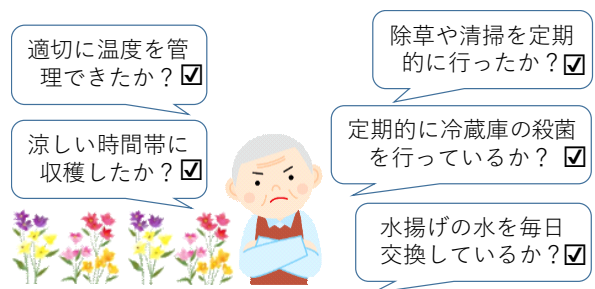 適切に温度を管
理できたか？☑
涼しい時間帯に
収穫したか？☑
除草や清掃を定期
的に行ったか？☑
定期的に冷蔵庫の殺菌
を行っているか？☑
水揚げの水を毎日
交換しているか？☑